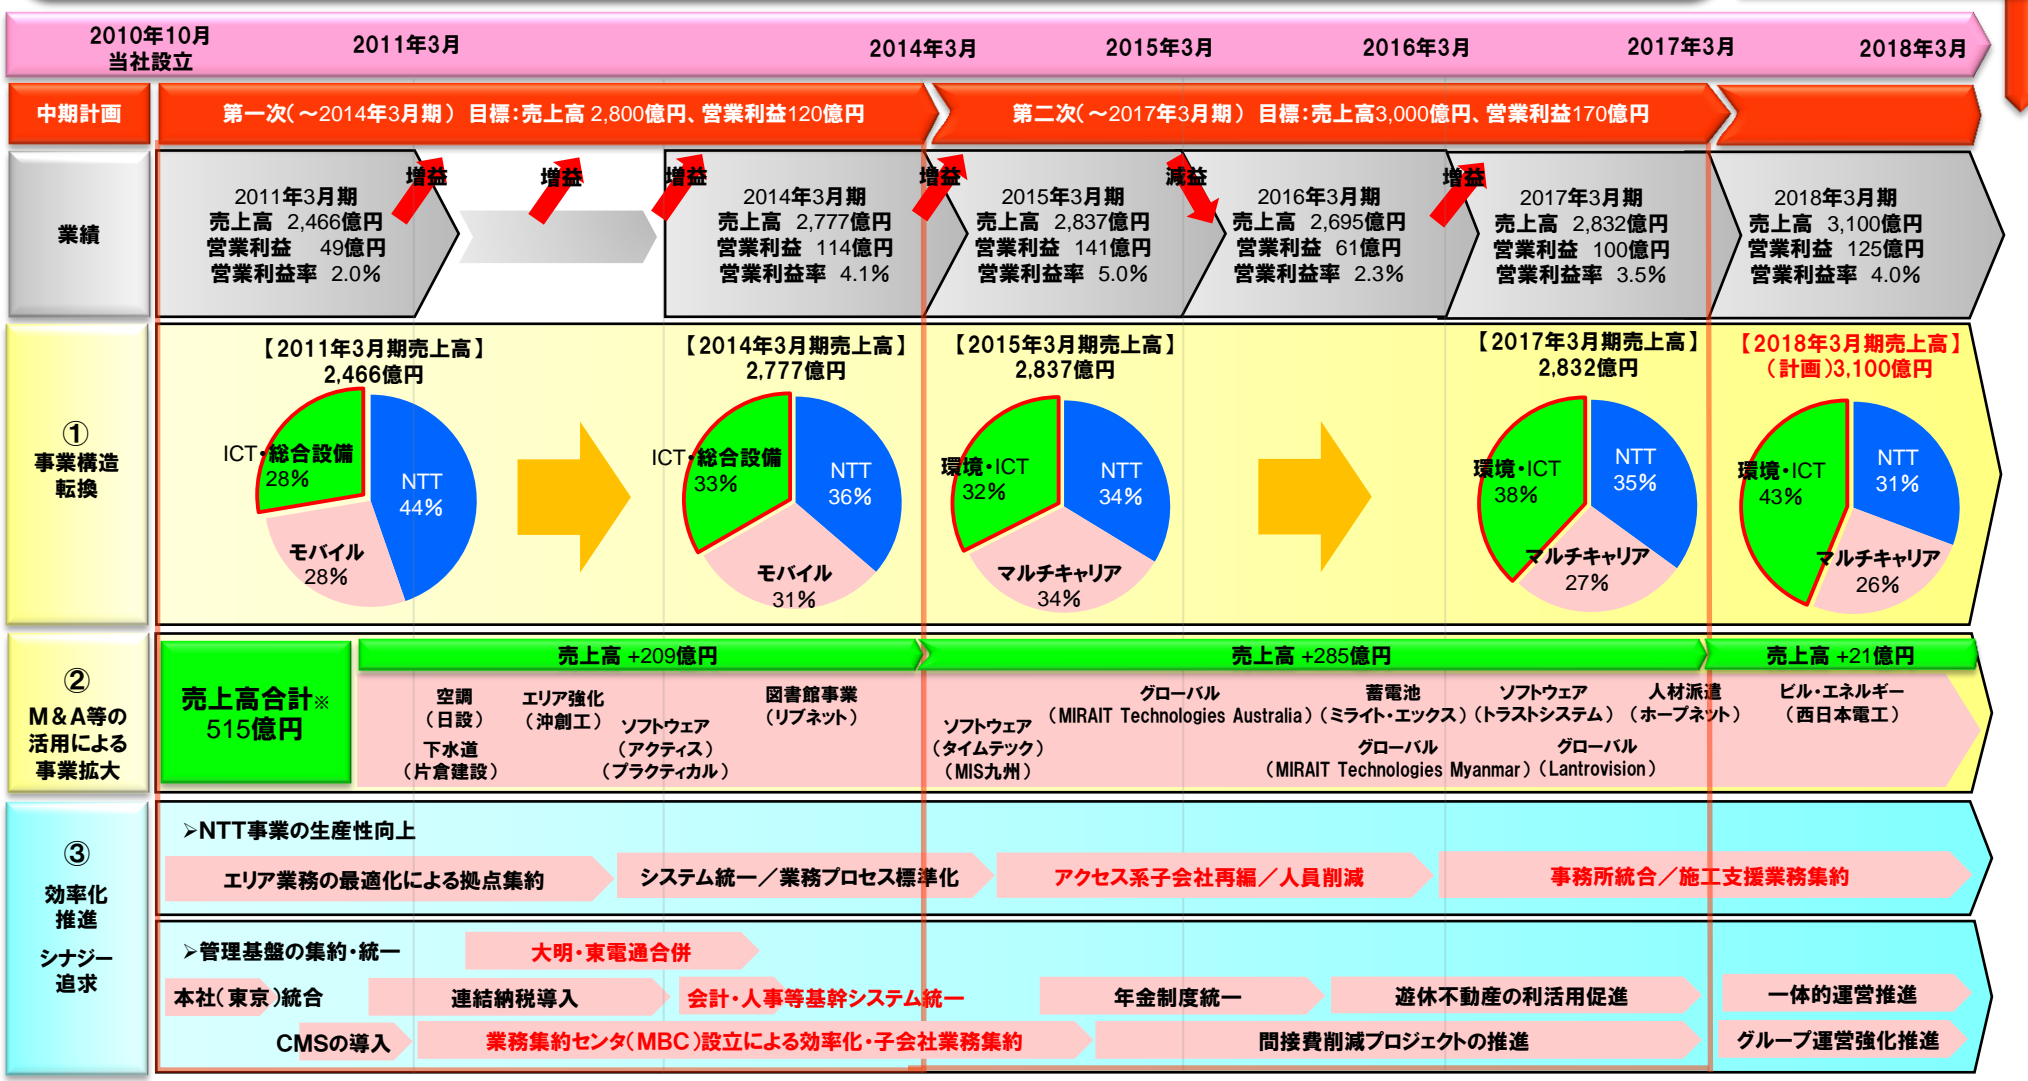 2010年10月
当社設立
2011年3月
2014年3月
2015年3月
2016年3月
2017年3月
2018年3月
中期計画
第一次(～2014年3月期) 目標:売上高 2,800億円、営業利益120億円
第二次(～2017年3月期) 目標:売上高3,000億円、営業利益170億円
業績
2011年3月期
売上高 2,466億円
営業利益 49億円
営業利益率 2.0%
増益
増益
増益
2014年3月期
売上高 2,777億円
営業利益 114億円
営業利益率 4.1%
増益
2015年3月期
売上高 2,837億円
営業利益 141億円
営業利益率 5.0%
減益
2016年3月期
売上高 2,695億円
営業利益 61億円
営業利益率 2.3%
増益
2017年3月期
売上高 2,832億円
営業利益 100億円
営業利益率 3.5%
2018年3月期
売上高 3,100億円
営業利益 125億円
営業利益率 4.0%
①
事業構造
転換
【2011年3月期売上高】
2,466億円
ICT・総合設備
28%
NTT
44%
モバイル
28%
【2014年3月期売上高】
2,777億円
ICT・総合設備
33%
NTT
36%
モバイル
31%
【2015年3月期売上高】
2,837億円
環境・ICT
32%
NTT
34%
マルチキャリア
34%
【2017年3月期売上高】
2,832億円
環境・ICT
38%
NTT
35%
マルチキャリア
27%
【2018年3月期売上高】
(計画)3,100億円
環境・ICT
43%
NTT
31%
マルチキャリア
26%
②
M&A等の
活用による
事業拡大
売上高合計※
515億円
売上高 +209億円
売上高 +285億円
売上高 +21億円
空調
(日設)
下水道
(片倉建設)
エリア強化
(沖創工)
ソフトウェア
(アクティス)
(プラクティカル)
図書館事業
(リブネット)
ソフトウェア
(タイムテック)
(MIS九州)
グローバル
(MIRAIT Technologies Australia)
蓄電池
(ミライト・エックス)
グローバル
(MIRAIT Technologies Myanmar)
ソフトウェア
(トラストシステム)
グローバル
(Lantrovision)
人材派遣
(ホープネット)
ビル・エネルギー
(西日本電工)
③
効率化
推進
シナジー
追求
➢NTT事業の生産性向上
エリア業務の最適化による拠点集約
システム統一／業務プロセス標準化
アクセス系子会社再編／人員削減
事務所統合／施工支援業務集約
➢管理基盤の集約・統一
大明・東電通合併
本社(東京)統合
連結納税導入
会計・人事等基幹システム統一
年金制度統一
遊休不動産の利活用促進
一体的運営推進
CMSの導入
業務集約センタ(MBC)設立による効率化・子会社業務集約
間接費削減プロジェクトの推進
グループ運営強化推進